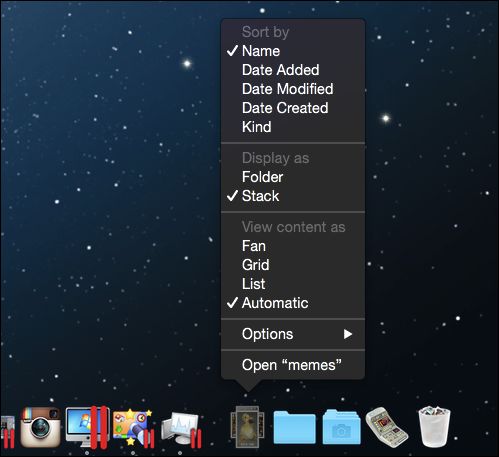 Sort by
Name
Date Added
Date Modified
Date Created
Kind
Display as
Folder
Stack
View content as
Fan
Grid
List
Automatic
Options
Open “memes”